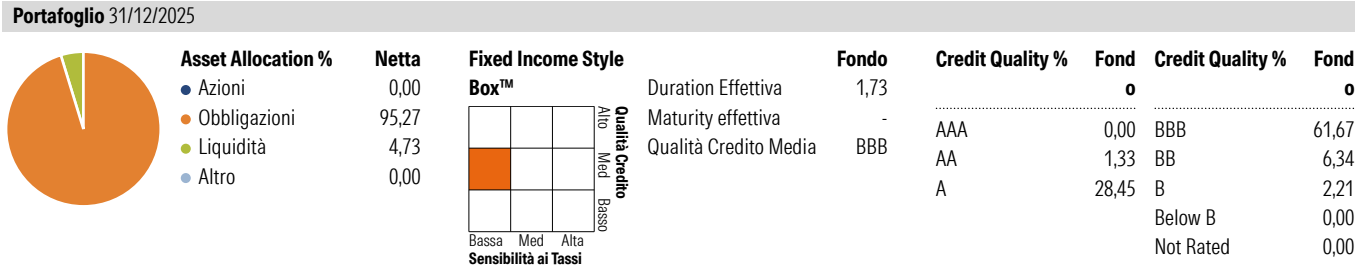 Portafoglio 31/12/2025
Asset Allocation % Netta
Azioni 0,00
Obbligazioni 95,27
Liquidità 4,73
Altro 0,00
Fixed Income Style
Box™
Alto
Med
Basso
Qualità Credito
Bassa Med Alta
Sensibilità ai Tassi
Fondo
Duration Effettiva 1,73
Maturity effettiva -
Qualità Credito Media BBB
Credit Quality % Fond
o
AAA 0,00
AA 1,33
A 28,45
Credit Quality % Fond
o
BBB 61,67
BB 6,34
B 2,21
Below B 0,00
Not Rated 0,00